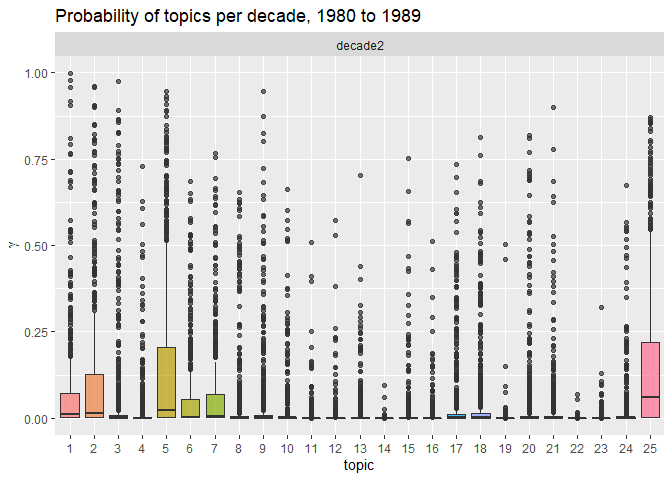 Probability of topics per decade, 1980 to 1989
decade2
1.00
0.75
0.50
0.25
0.00
γ
1 2 3 4 5 6 7 8 9 10 11 12 13 14 15 16 17 18 19 20 21 22 23 24 25
topic